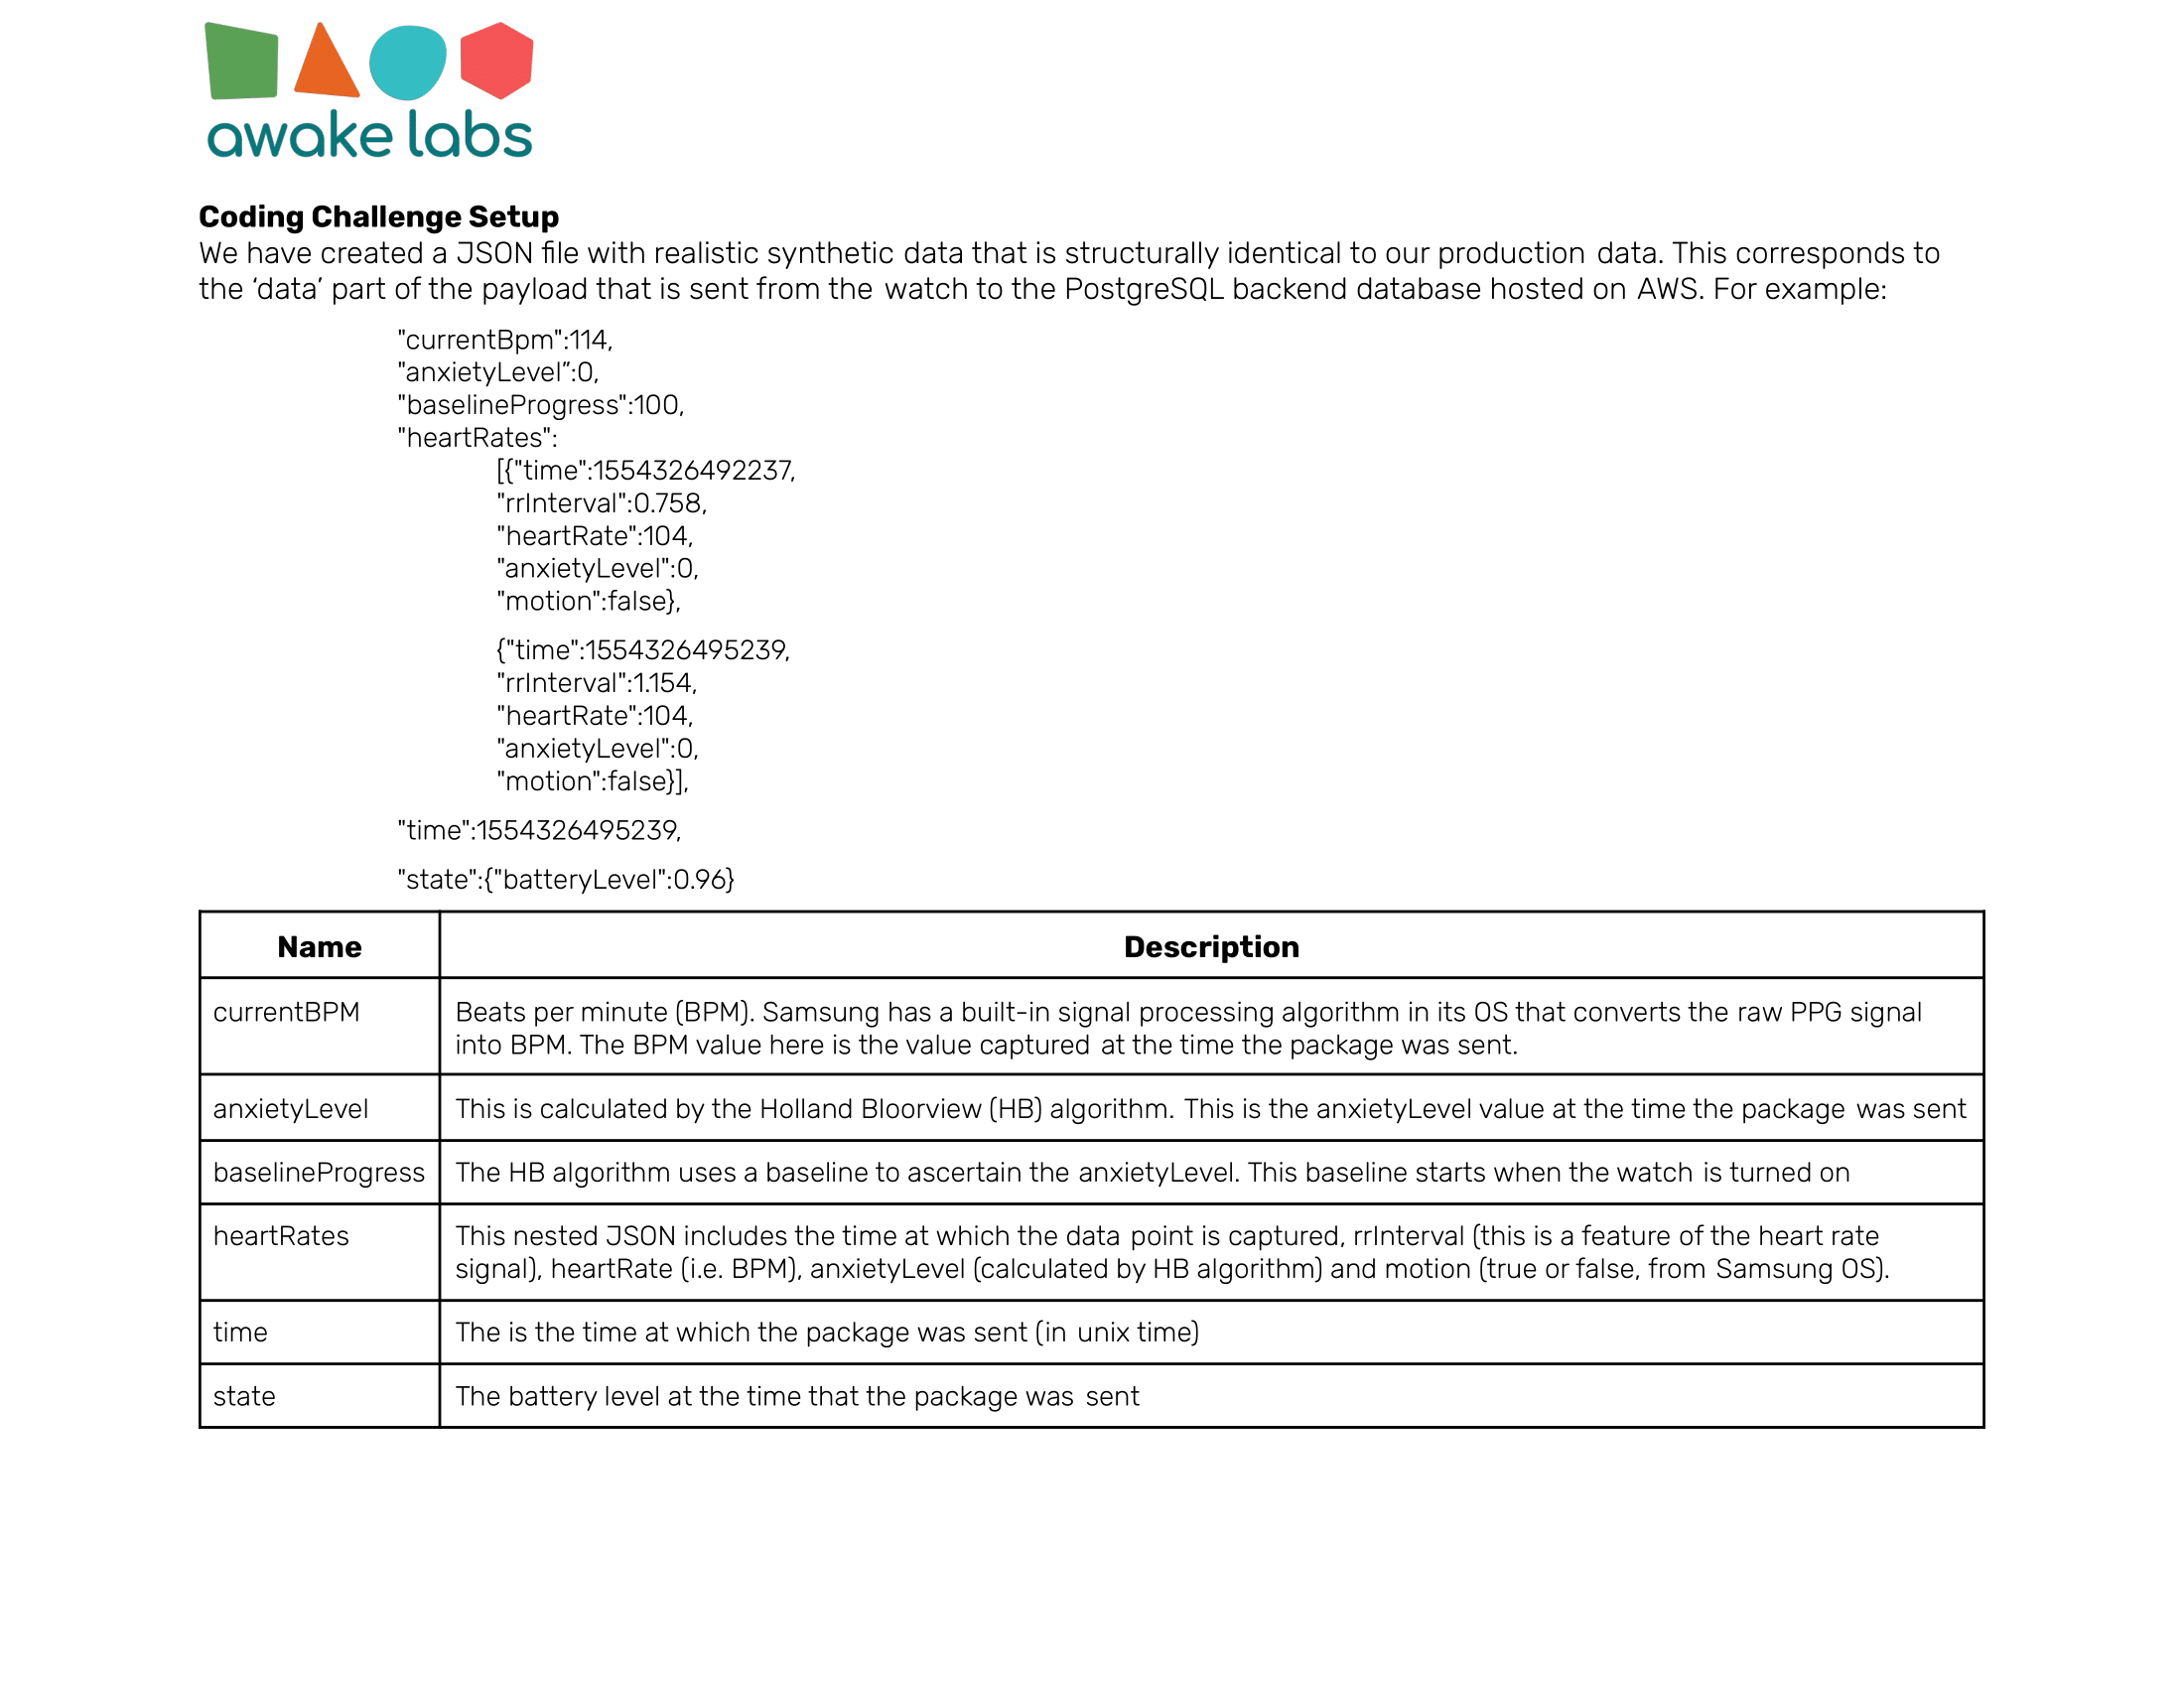 awake labs
Coding Challenge Setup
We have created a JSON file with realistic synthetic data that is structurally identical to our production data. This corresponds to
the ‘data’ part of the payload that is sent from the watch to the PostgreSQL backend database hosted on AWS. For example:
"currentBpm":114,
"anxietyLevel”:0,
"baselineProgress":100,
"heartRates":
[{"time":1554326492237,
"rrInterval":0.758,
"heartRate":104,
"anxietyLevel":0,
"motion":false},
{"time":1554326495239,
"rrInterval":1.154,
"heartRate":104,
"anxietyLevel":0,
"motion":false}],
"time":1554326495239,
"state":{"batteryLevel":0.96}
Name Description
currentBPM Beats per minute (BPM). Samsung has a built-in signal processing algorithm in its OS that converts the raw PPG signal
into BPM. The BPM value here is the value captured at the time the package was sent.
anxietyLevel This is calculated by the Holland Bloorview (HB) algorithm. This is the anxietyLevel value at the time the package was sent
baselineProgress The HB algorithm uses a baseline to ascertain the anxietyLevel. This baseline starts when the watch is turned on
heartRates This nested JSON includes the time at which the data point is captured, rrInterval (this is a feature of the heart rate
signal), heartRate (i.e. BPM), anxietyLevel (calculated by HB algorithm) and motion (true or false, from Samsung OS).
time The is the time at which the package was sent (in unix time)
state The battery level at the time that the package was sent